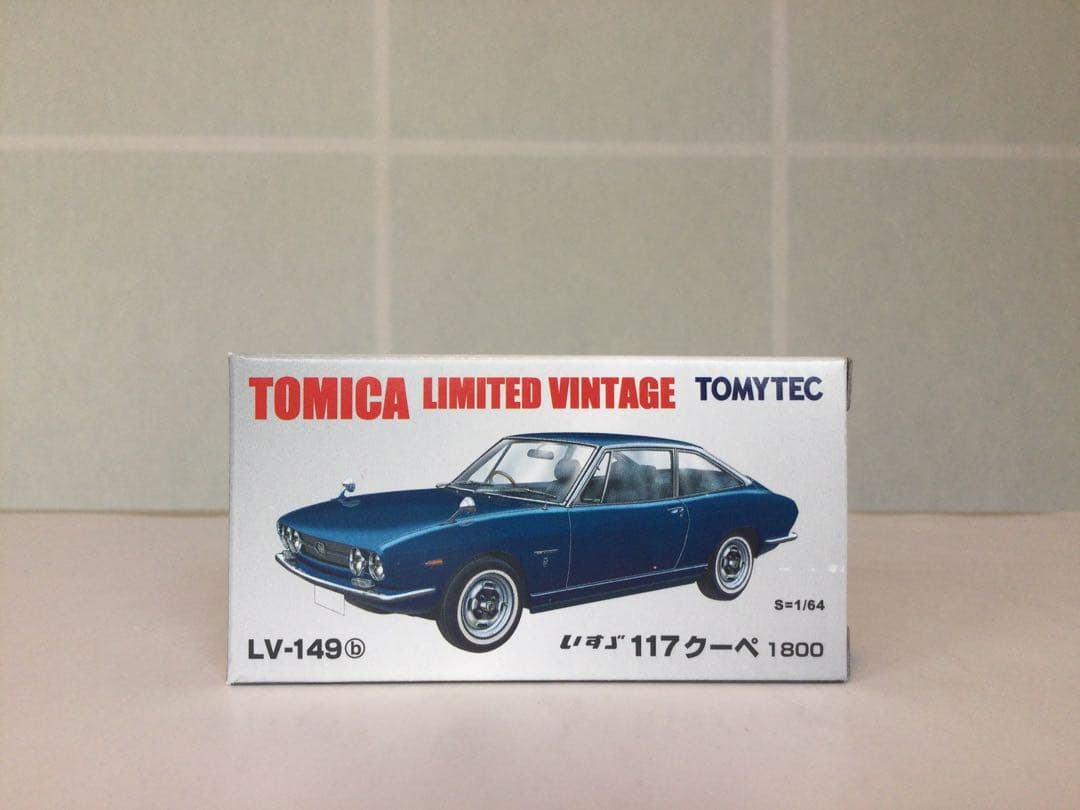 TOMICA LIMITED VINTAGE TOMYTEC
S=1/64
LV-149ⓑ いすゞ 117クーペ 1800